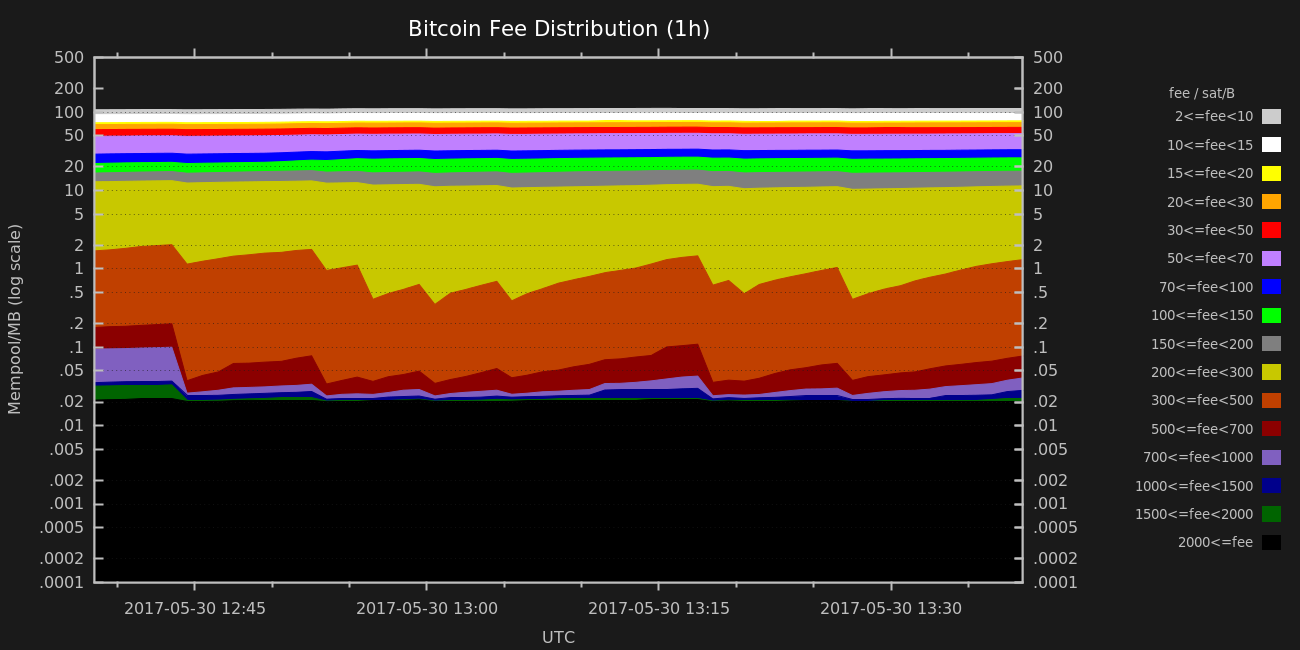 Bitcoin Fee Distribution (1h)
500
200
100
50
20
10
5
2
1
.5
.2
.1
.05
.02
.01
.005
.002
.001
.0005
.0002
.0001
Mempool/MB (log scale)
500
200
100
50
20
10
5
2
1
.5
.2
.1
.05
.02
.01
.005
.002
.001
.0005
.0002
.0001
2017-05-30 12:45
2017-05-30 13:00
2017-05-30 13:15
2017-05-30 13:30
UTC
fee / sat/B
2<=fee<10
10<=fee<15
15<=fee<20
20<=fee<30
30<=fee<50
50<=fee<70
70<=fee<100
100<=fee<150
150<=fee<200
200<=fee<300
300<=fee<500
500<=fee<700
700<=fee<1000
1000<=fee<1500
1500<=fee<2000
2000<=fee